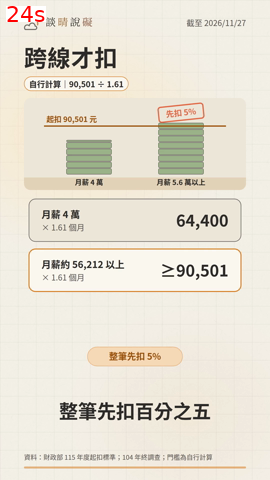 24s
談晴說礙
截至 2026/11/27
跨線才扣
自行計算｜90,501 ÷ 1.61
先扣 5%
起扣 90,501 元
月薪 4 萬
月薪 5.6 萬以上
月薪 4 萬
× 1.61 個月
64,400
月薪約 56,212 以上
× 1.61 個月
≥90,501
整筆先扣 5%
整筆先扣百分之五
資料：財政部 115 年度起扣標準；104 年終調查；門檻為自行計算